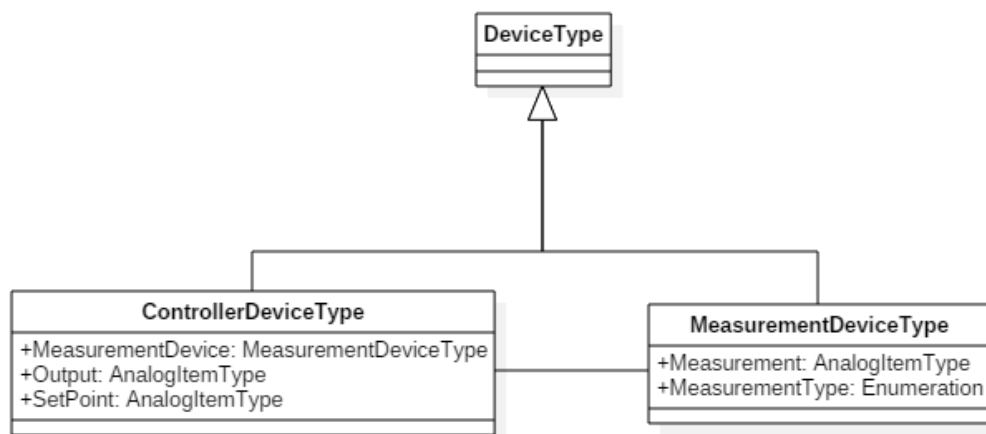 DeviceType
ControllerDeviceType
+MeasurementDevice: MeasurementDeviceType
+Output: AnalogItemType
+SetPoint: AnalogItemType
MeasurementDeviceType
+Measurement: AnalogItemType
+MeasurementType: Enumeration